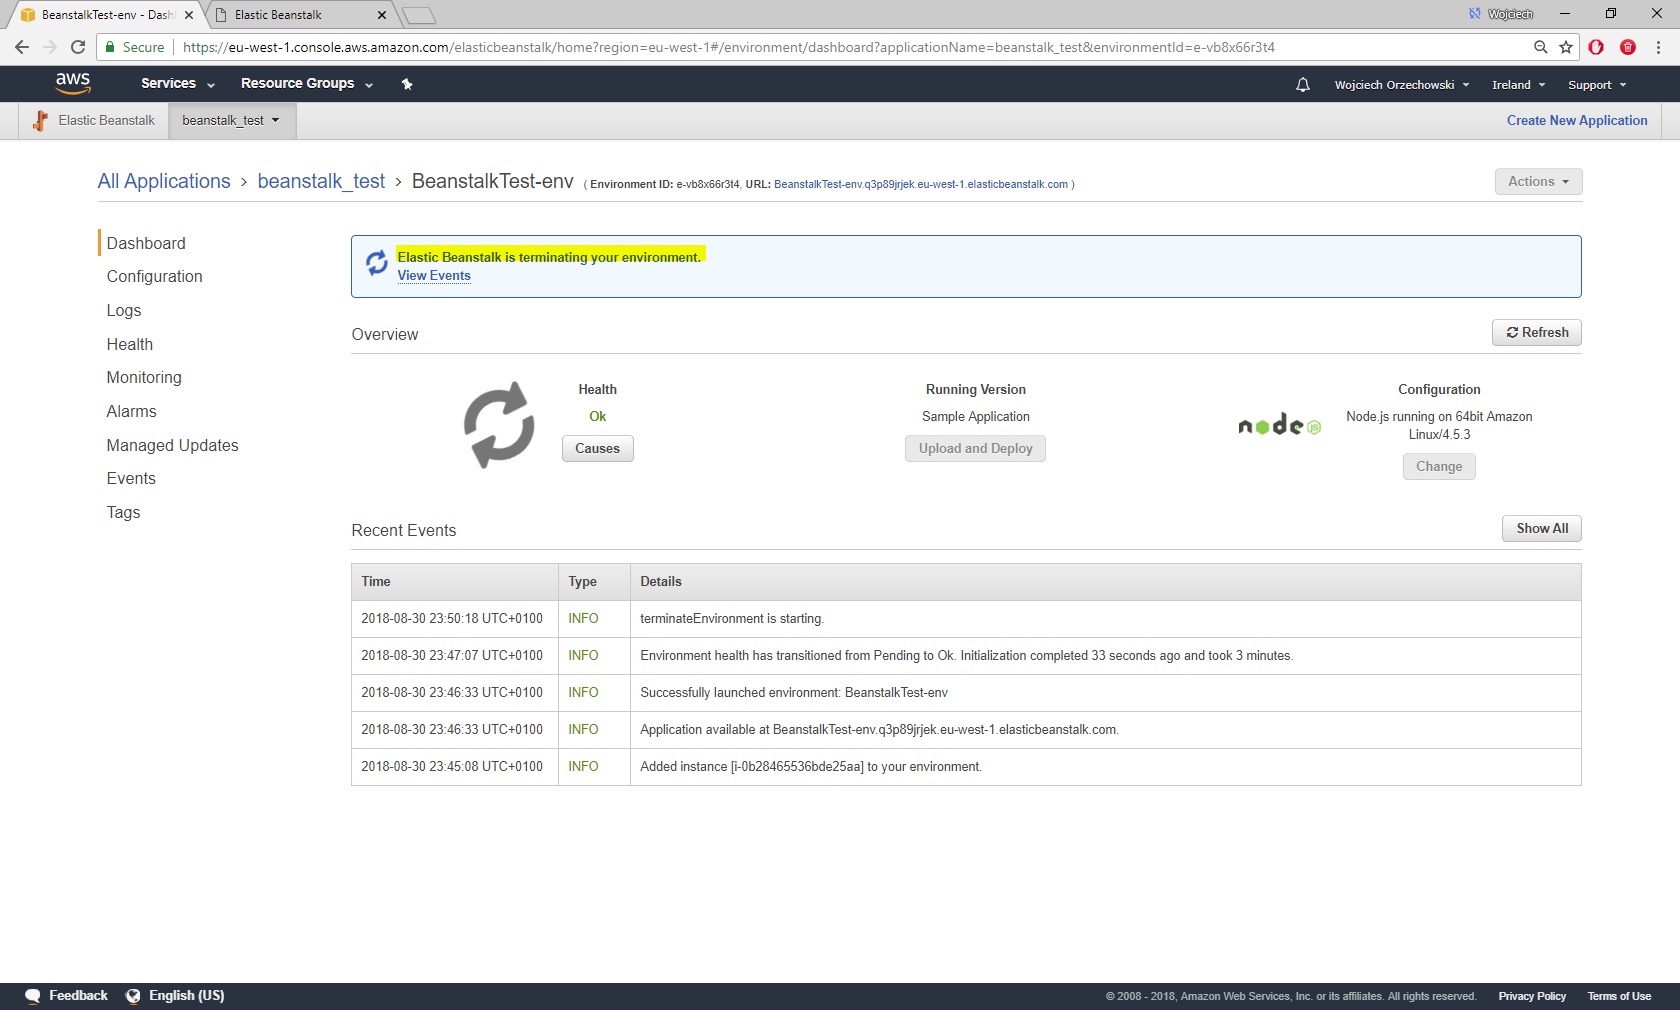 BeanstalkTest-env - Dash
Elastic Beanstalk
Wojciech
Secure
https://eu-west-1.console.aws.amazon.com/elasticbeanstalk/home?region=eu-west-1#/environment/dashboard?applicationName=beanstalk_test&environmentId=e-vb8x66r3t4
aws
Services
Resource Groups
Wojciech Orzechowski
Ireland
Support
Elastic Beanstalk
beanstalk_test
Create New Application
All Applications > beanstalk_test > BeanstalkTest-env ( Environment ID: e-vb8x66r3t4, URL: BeanstalkTest-env.q3p89jrjek.eu-west-1.elasticbeanstalk.com )
Actions
Dashboard
Configuration
Logs
Health
Monitoring
Alarms
Managed Updates
Events
Tags
Elastic Beanstalk is terminating your environment.
View Events
Overview
Refresh
Health
Ok
Causes
Running Version
Sample Application
Upload and Deploy
node JS
Configuration
Node.js running on 64bit Amazon
Linux/4.5.3
Change
Recent Events
Show All
Time Type Details
2018-08-30 23:50:18 UTC+0100 INFO terminateEnvironment is starting.
2018-08-30 23:47:07 UTC+0100 INFO Environment health has transitioned from Pending to Ok. Initialization completed 33 seconds ago and took 3 minutes.
2018-08-30 23:46:33 UTC+0100 INFO Successfully launched environment: BeanstalkTest-env
2018-08-30 23:46:33 UTC+0100 INFO Application available at BeanstalkTest-env.q3p89jrjek.eu-west-1.elasticbeanstalk.com.
2018-08-30 23:45:08 UTC+0100 INFO Added instance [i-0b28465536bde25aa] to your environment.
Feedback
English (US)
© 2008 - 2018, Amazon Web Services, Inc. or its affiliates. All rights reserved.
Privacy Policy
Terms of Use